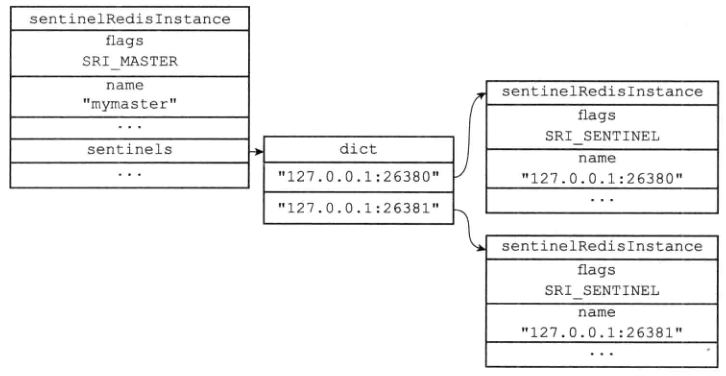 sentinelRedisInstance
flags
SRI_MASTER
name
"mymaster"
...
sentinels
...
dict
"127.0.0.1:26380"
"127.0.0.1:26381"
sentinelRedisInstance
flags
SRI_SENTINEL
name
"127.0.0.1:26380"
...
sentinelRedisInstance
flags
SRI_SENTINEL
name
"127.0.0.1:26381"
...